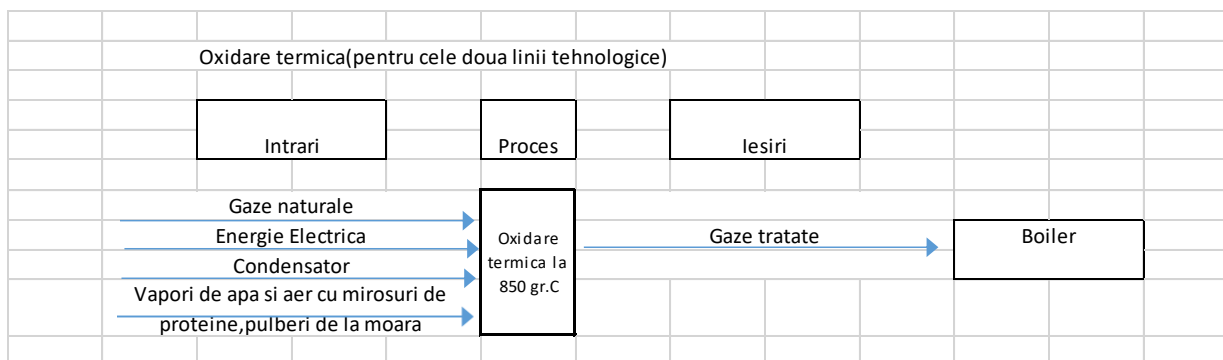 Oxidare termica(pentru cele doua linii tehnologice)
Intrari
Proces
Iesiri
Gaze naturale
Energie Electrica
Condensator
Vapori de apa si aer cu mirosuri de
proteine,pulberi de la moara
Oxidare
termica la
850 gr.C
Gaze tratate
Boiler